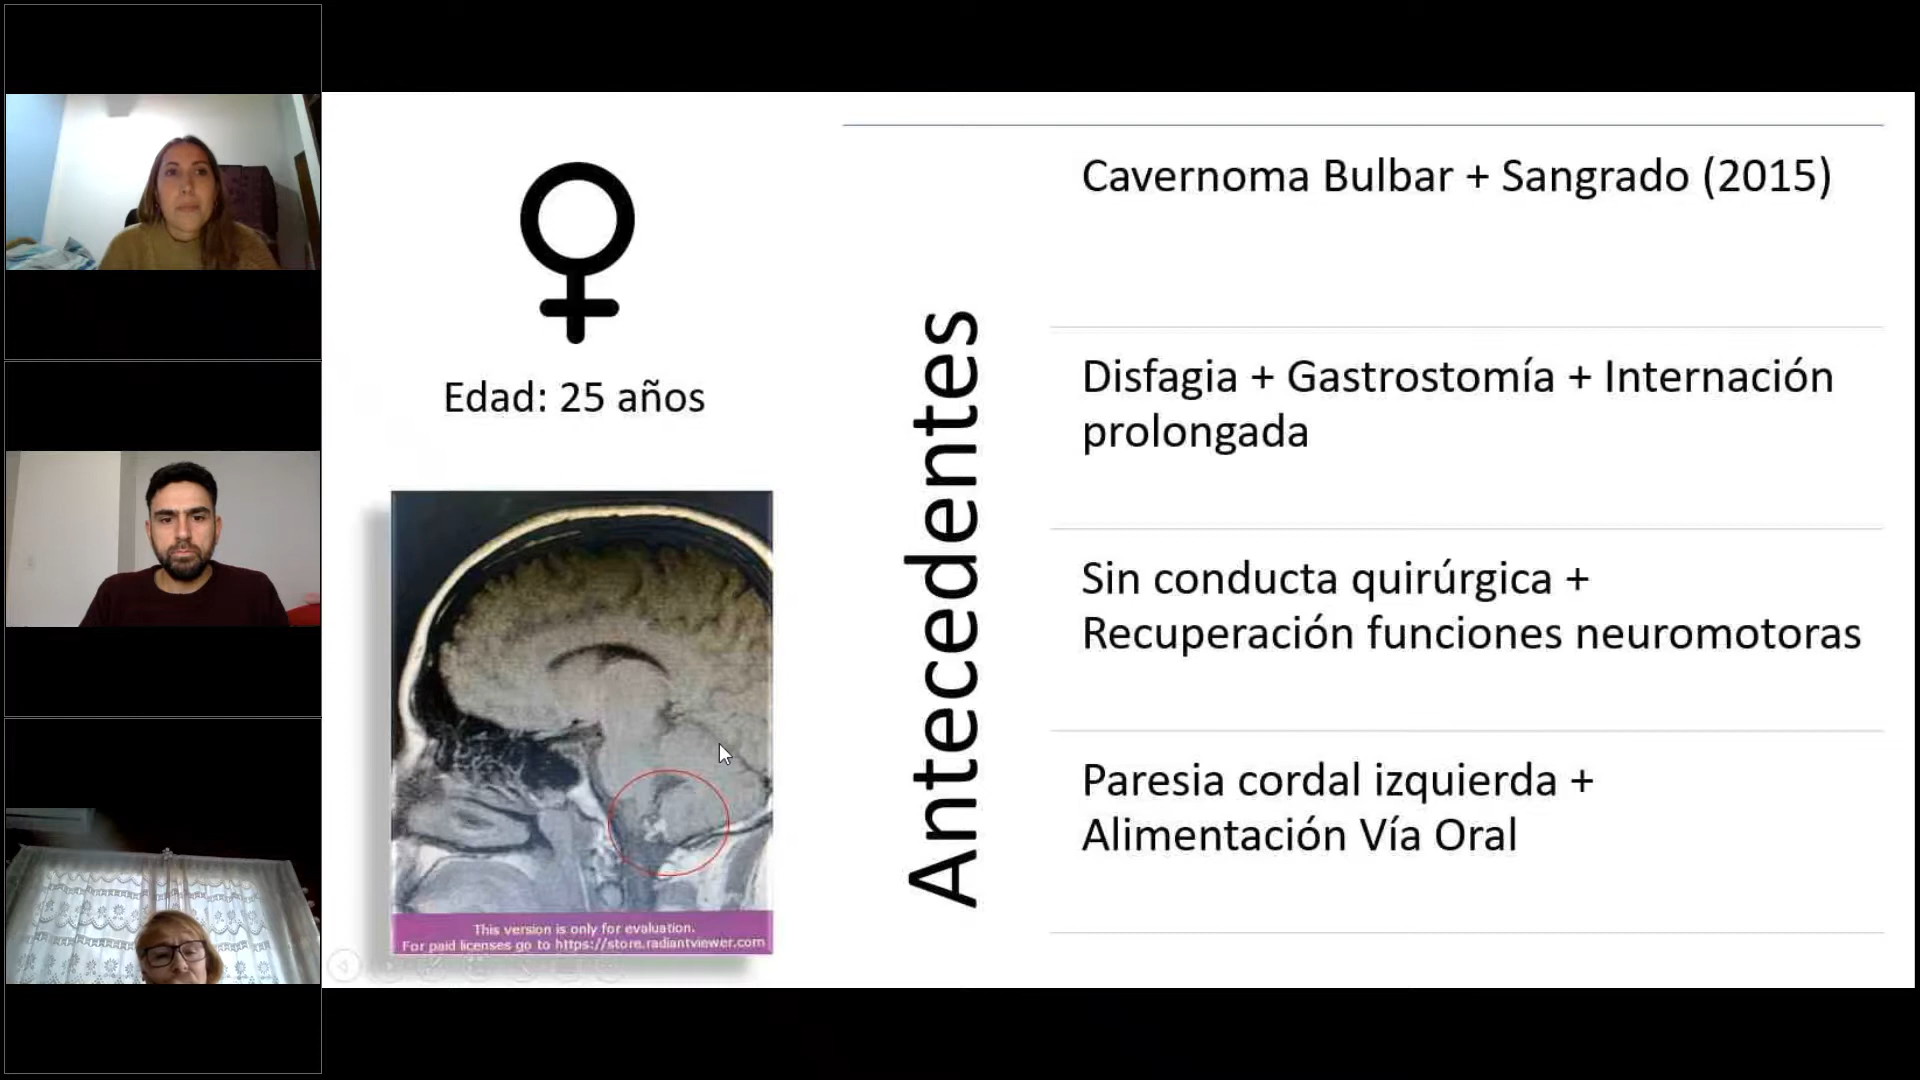 Edad: 25 años
This version is only for evaluation.
For paid licenses go to https://store.radiantviewer.com
Antecedentes
Cavernoma Bulbar + Sangrado (2015)
Disfagia + Gastrostomía + Internación
prolongada
Sin conducta quirúrgica +
Recuperación funciones neuromotoras
Paresia cordal izquierda +
Alimentación Vía Oral